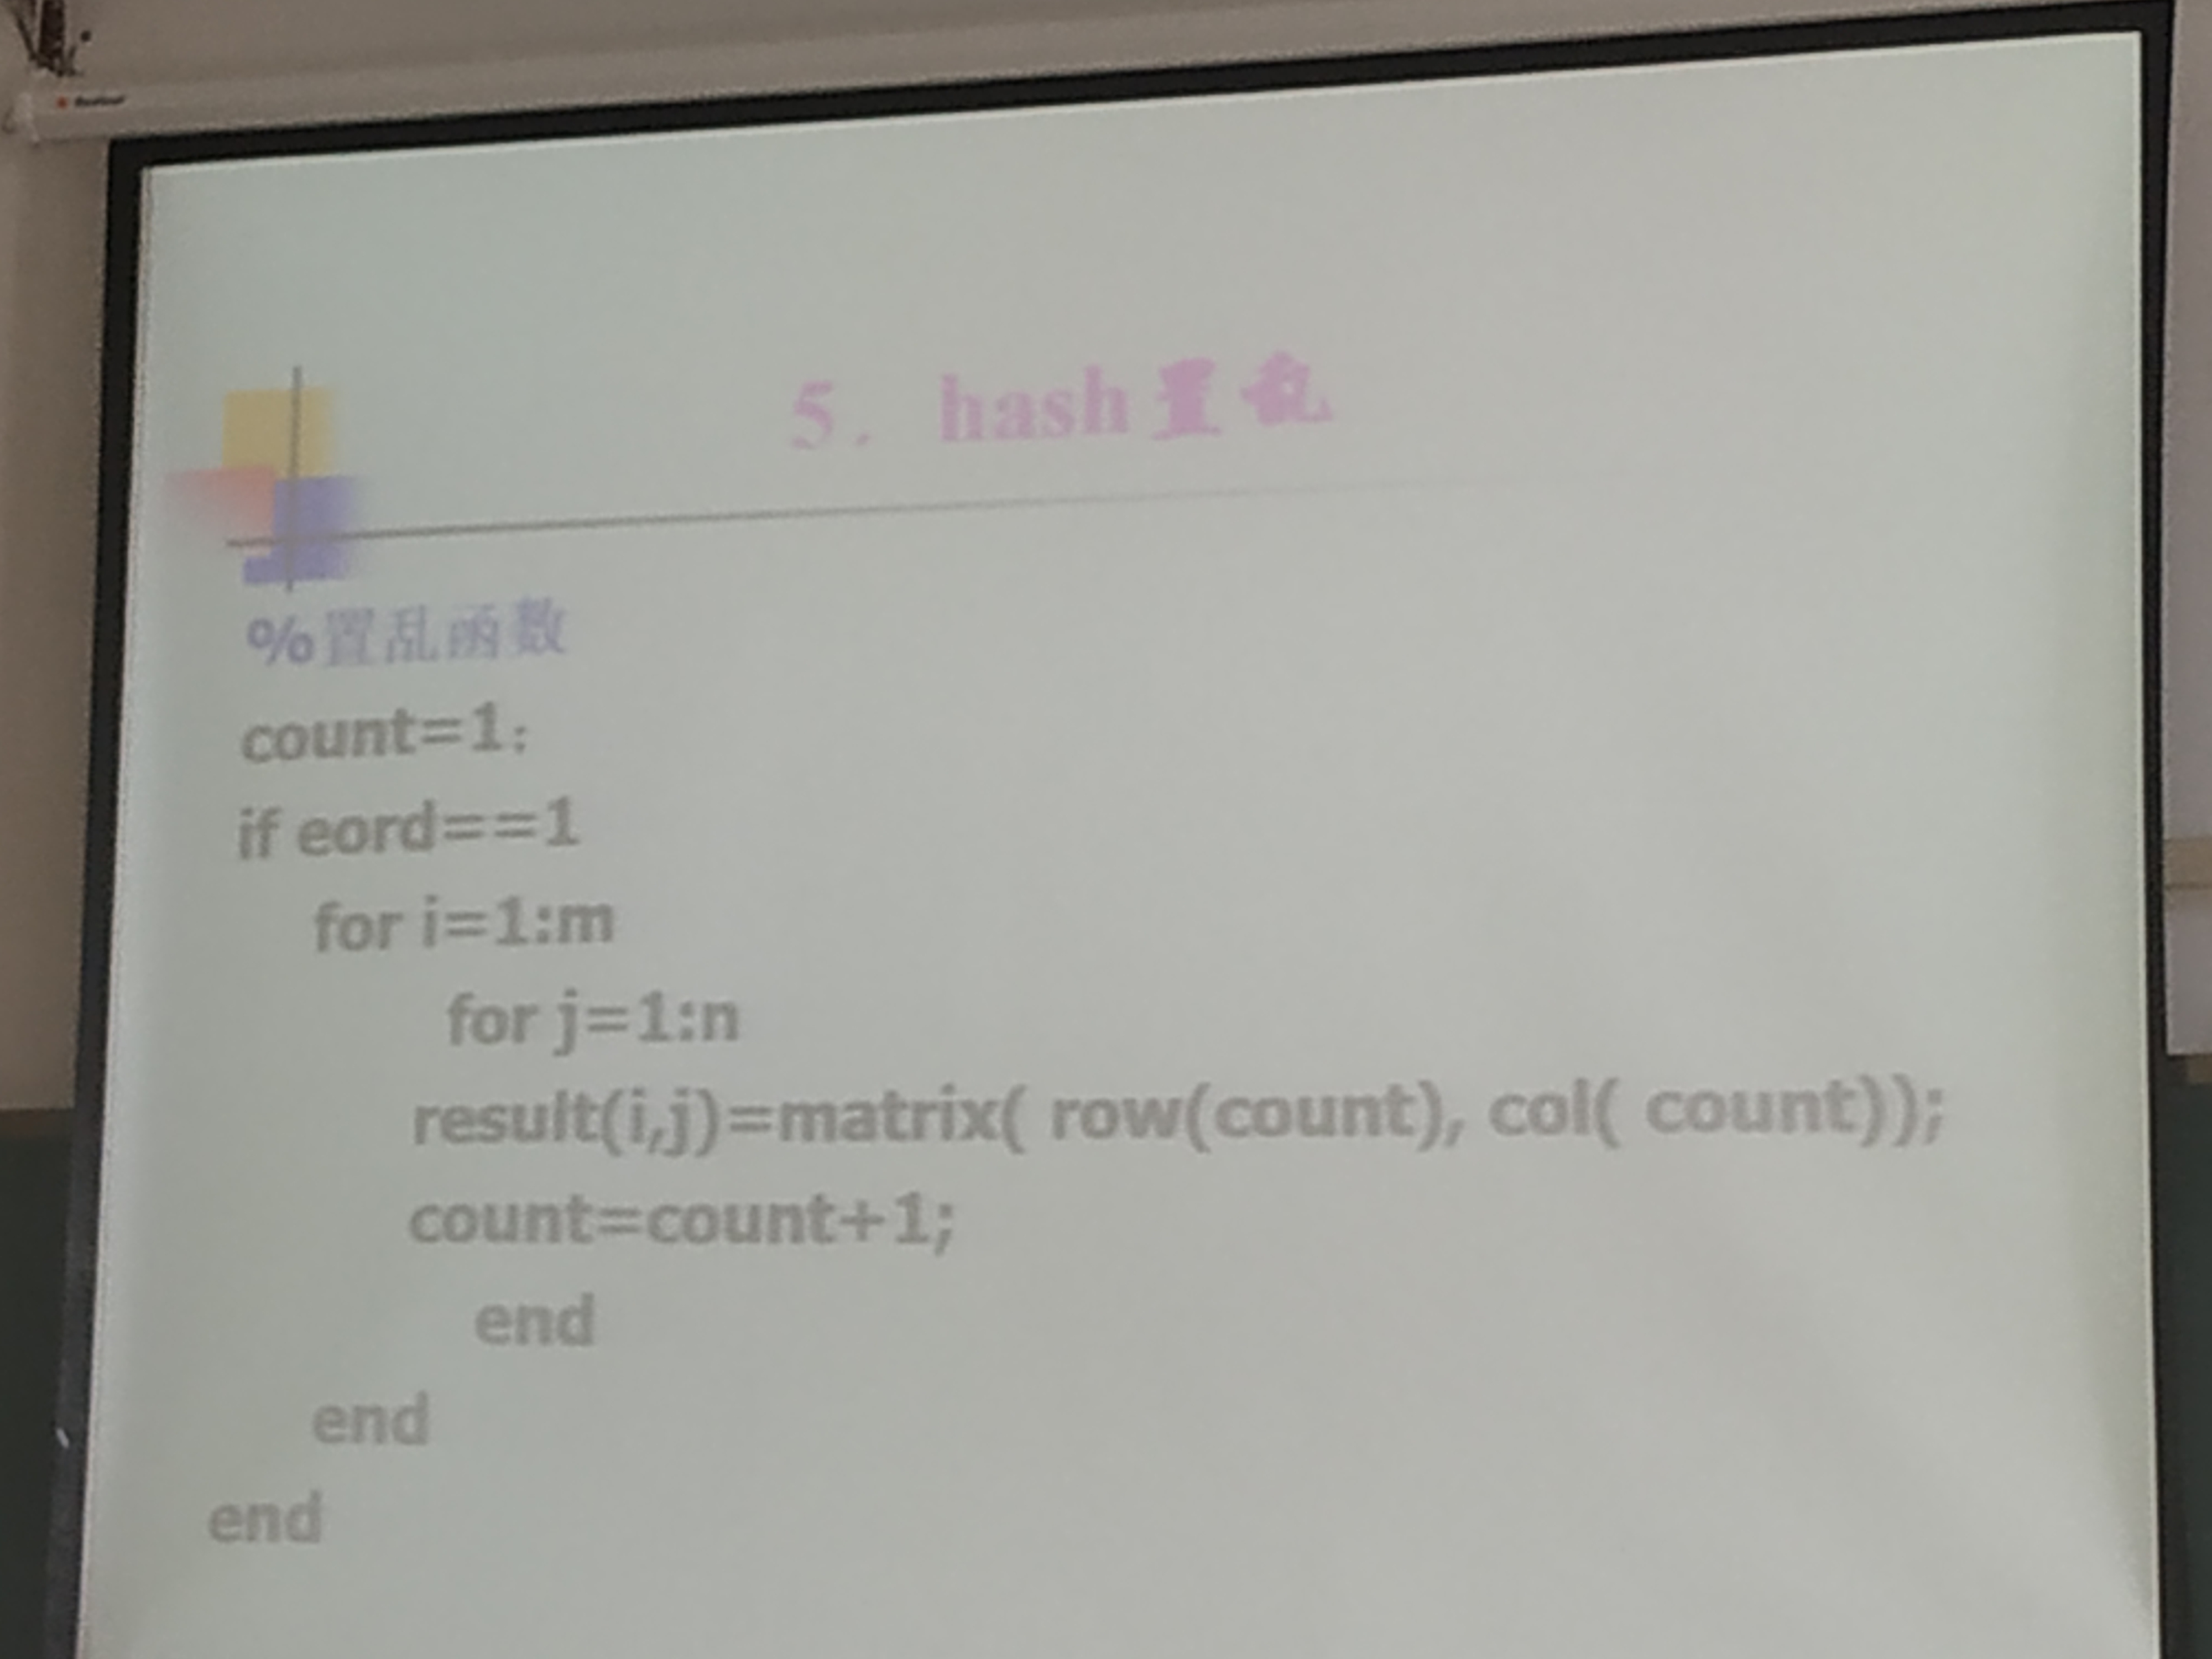 5. hash置乱
%置乱函数
count=1;
if eord==1
for i=1:m
for j=1:n
result(i,j)=matrix( row(count), col( count));
count=count+1;
end
end
end